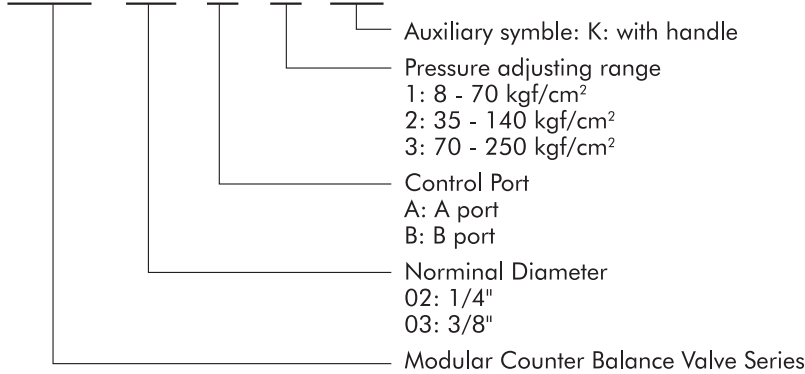 Auxiliary symble: K: with handle
Pressure adjusting range
1: 8 - 70 kgf/cm²
2: 35 - 140 kgf/cm²
3: 70 - 250 kgf/cm²
Control Port
A: A port
B: B port
Norminal Diameter
02: 1/4"
03: 3/8"
Modular Counter Balance Valve Series